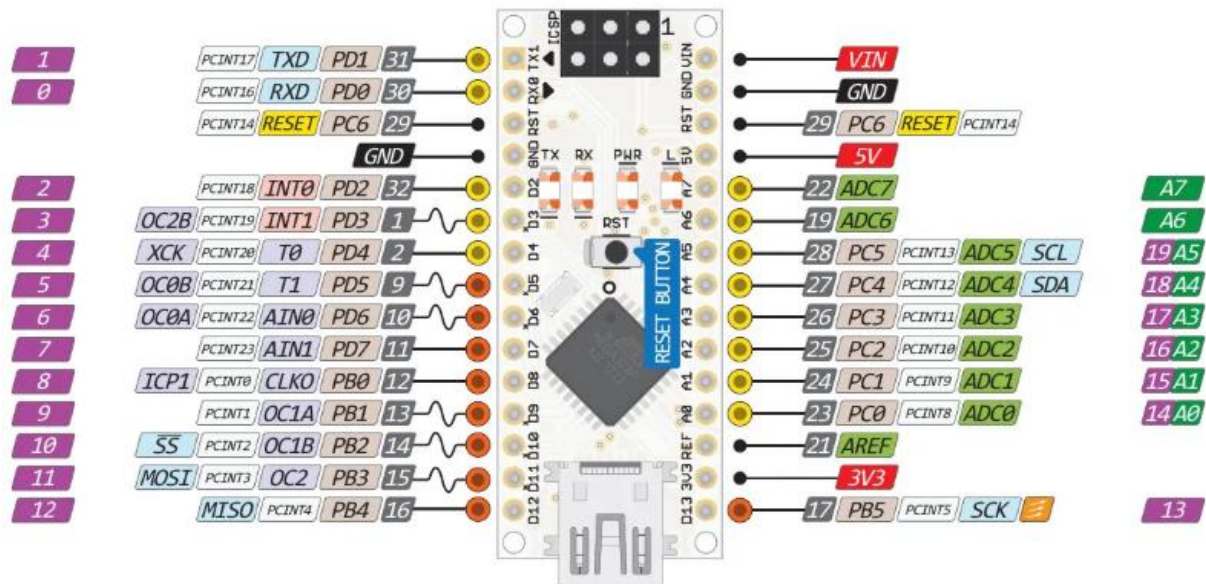 1 PCINT17 TXD PD1 31 TX1 ICSP 1 VIN VIN
0 PCINT16 RXD PD0 30 RX0 GND GND
PCINT14 RESET PC6 29 RST RST 29 PC6 RESET PCINT14
GND GND TX RX PWR L 5V 5V
2 PCINT18 INT0 PD2 32 D2 A7 22 ADC7 A7
3 OC2B PCINT19 INT1 PD3 1 D3 RST A6 19 ADC6 A6
4 XCK PCINT20 T0 PD4 2 D4 A5 28 PC5 PCINT13 ADC5 SCL 19 A5
5 OC0B PCINT21 T1 PD5 9 D5 RESET BUTTON A4 27 PC4 PCINT12 ADC4 SDA 18 A4
6 OC0A PCINT22 AIN0 PD6 10 D6 A3 26 PC3 PCINT11 ADC3 17 A3
7 PCINT23 AIN1 PD7 11 D7 A2 25 PC2 PCINT10 ADC2 16 A2
8 ICP1 PCINT0 CLKO PB0 12 D8 A1 24 PC1 PCINT9 ADC1 15 A1
9 PCINT1 OC1A PB1 13 D9 A0 23 PC0 PCINT8 ADC0 14 A0
10 SS PCINT2 OC1B PB2 14 D10 REF 21 AREF
11 MOSI PCINT3 OC2 PB3 15 D11 3V3 3V3
12 MISO PCINT4 PB4 16 D12 D13 17 PB5 PCINT5 SCK 13